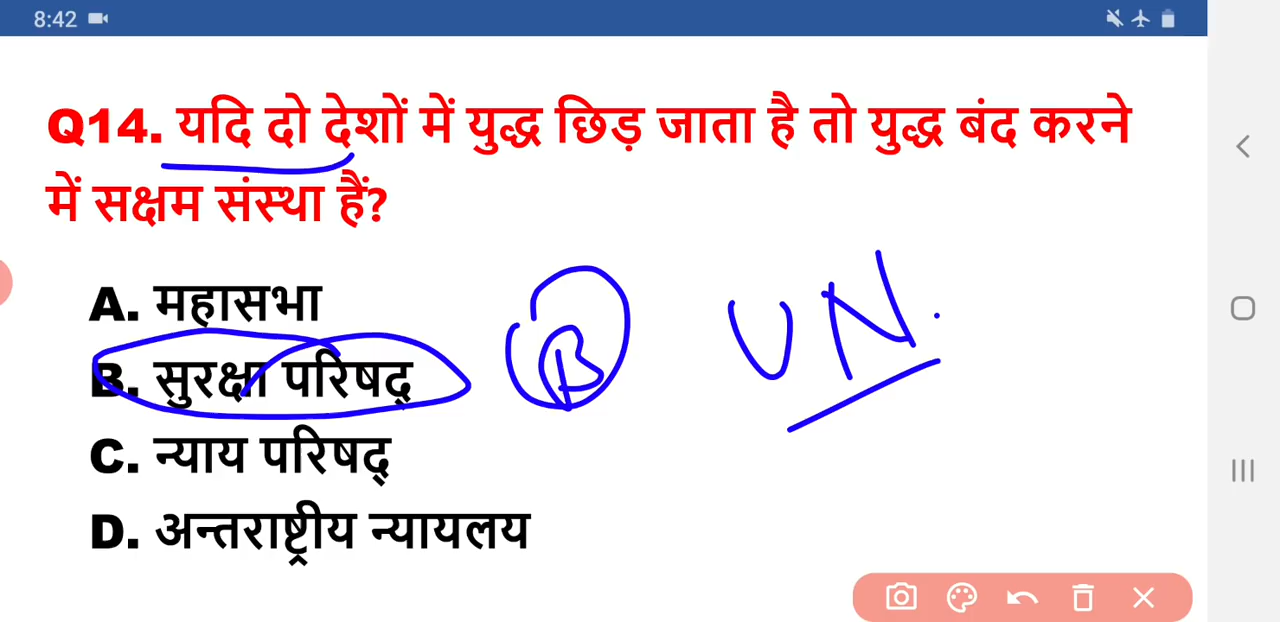 8:42
Q14. यदि दो देशों में युद्ध छिड़ जाता है तो युद्ध बंद करने
में सक्षम संस्था हैं?
A. महासभा
B. सुरक्षा परिषद्
B
UN.
C. न्याय परिषद्
D. अन्तराष्ट्रीय न्यायलय